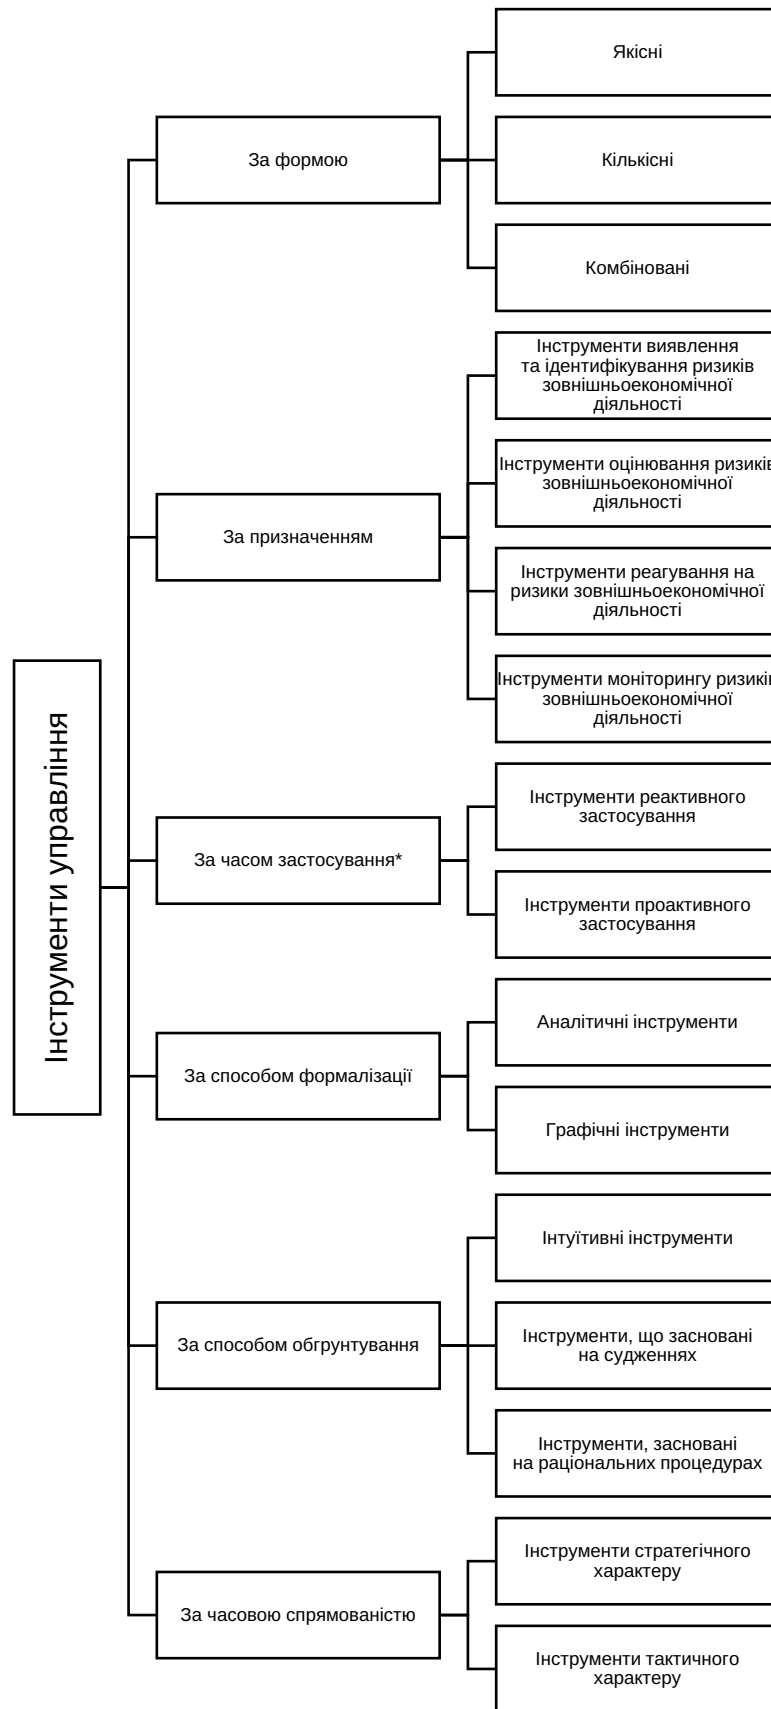 Інструменти управління
За формою
Якісні
Кількісні
Комбіновані
За призначенням
Інструменти виявлення
та ідентифікування ризиків
зовнішньоекономічної
діяльності
Інструменти оцінювання ризиків
зовнішньоекономічної
діяльності
Інструменти реагування на
ризики зовнішньоекономічної
діяльності
Інструменти моніторингу ризиків
зовнішньоекономічної
діяльності
За часом застосування*
Інструменти реактивного
застосування
Інструменти проактивного
застосування
За способом формалізації
Аналітичні інструменти
Графічні інструменти
За способом обгрунтування
Інтуїтивні інструменти
Інструменти, що засновані
на судженнях
Інструменти, засновані
на раціональних процедурах
За часовою спрямованістю
Інструменти стратегічного
характеру
Інструменти тактичного
характеру